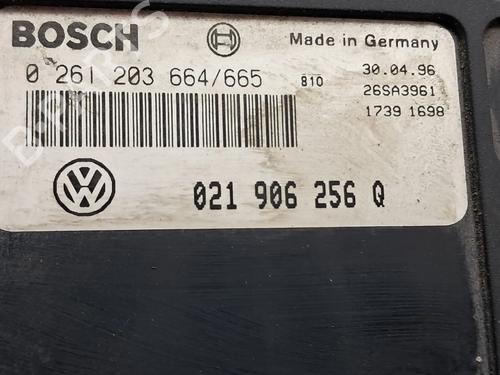 BOSCH
Made in Germany
0 261 203 664/665 810
30.04.96
26SA3961
1739 1698
VW
021 906 256 Q